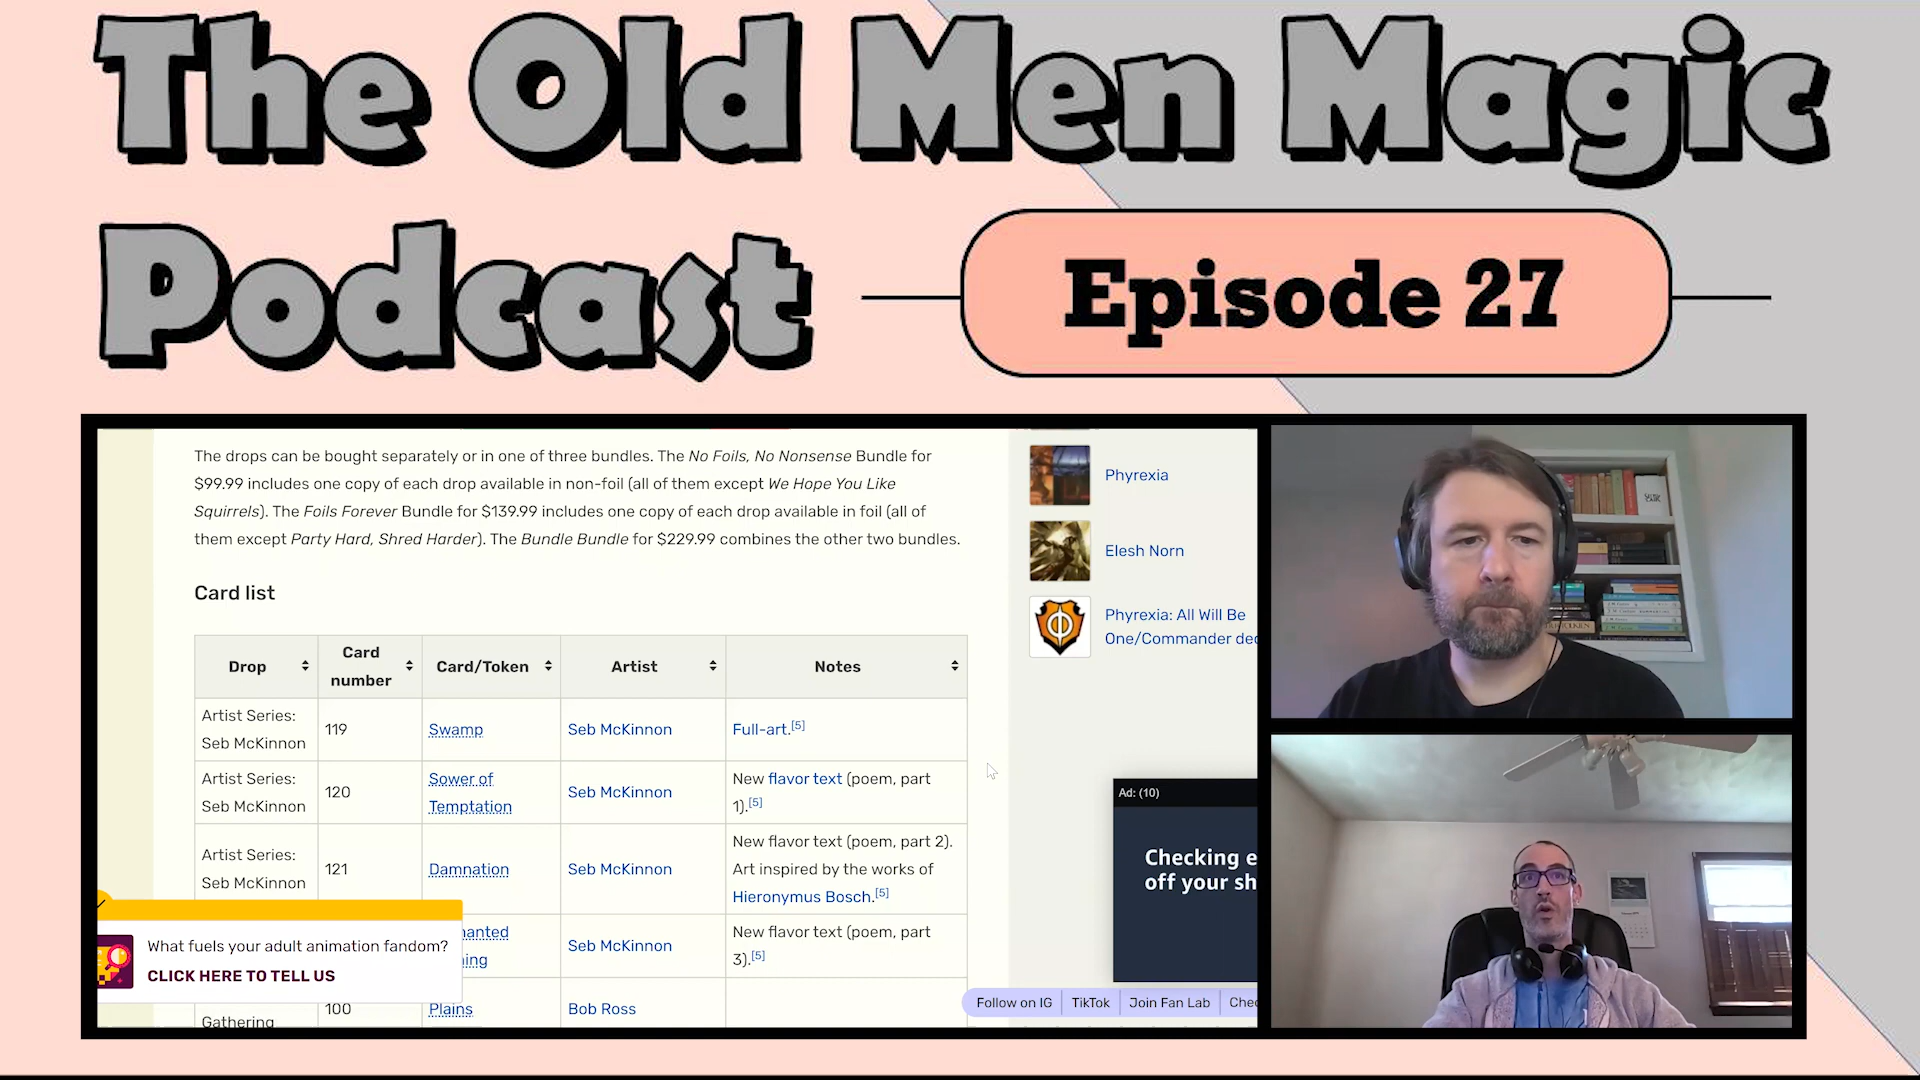 The Old Men Magic
Podcast
Episode 27
The drops can be bought separately or in one of three bundles. The No Foils, No Nonsense Bundle for
$99.99 includes one copy of each drop available in non-foil (all of them except We Hope You Like
Squirrels). The Foils Forever Bundle for $139.99 includes one copy of each drop available in foil (all of
them except Party Hard, Shred Harder). The Bundle Bundle for $229.99 combines the other two bundles.
Card list
Drop
Card
number
Card/Token
Artist
Notes
Artist Series:
Seb McKinnon
119
Swamp
Seb McKinnon
Full-art.[5]
Artist Series:
Seb McKinnon
120
Sower of
Temptation
Seb McKinnon
New flavor text (poem, part
1).[5]
Artist Series:
Seb McKinnon
121
Damnation
Seb McKinnon
New flavor text (poem, part 2).
Art inspired by the works of
Hieronymus Bosch.[5]
Seb McKinnon
New flavor text (poem, part
3).[5]
Gathering
100
Plains
Bob Ross
What fuels your adult animation fandom?
CLICK HERE TO TELL US
Phyrexia
Elesh Norn
Phyrexia: All Will Be
One/Commander
Ad: (10)
Checking
off your
Follow on IG
TikTok
Join Fan Lab